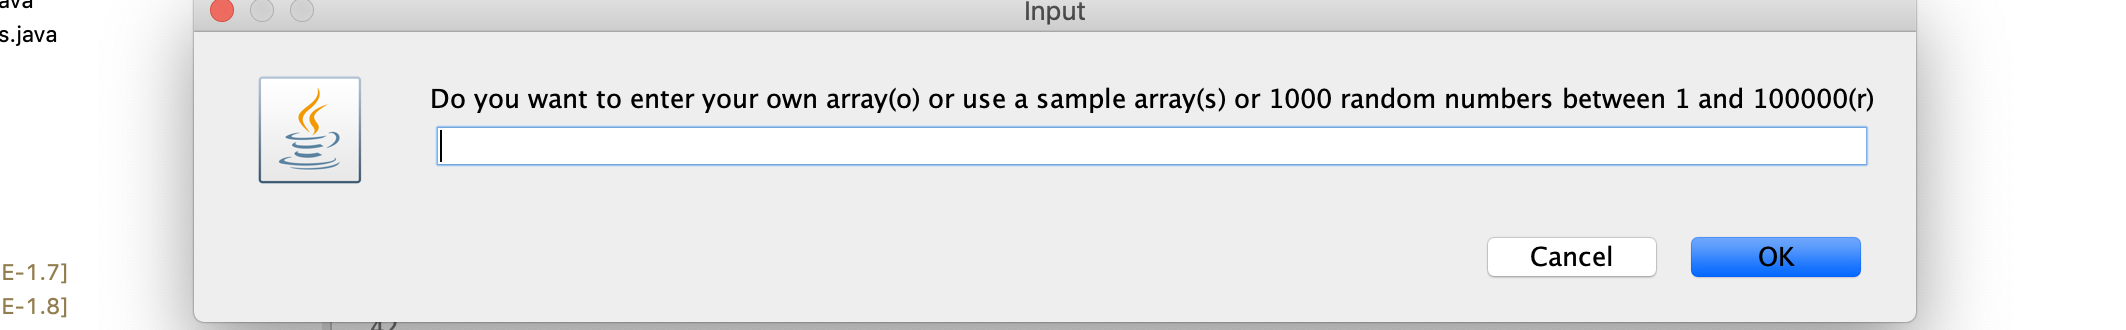 ava
Input
s.java
Do you want to enter your own array(o) or use a sample array(s) or 1000 random numbers between 1 and 100000(r)
Cancel
OK
E-1.7]
E-1.8]
42